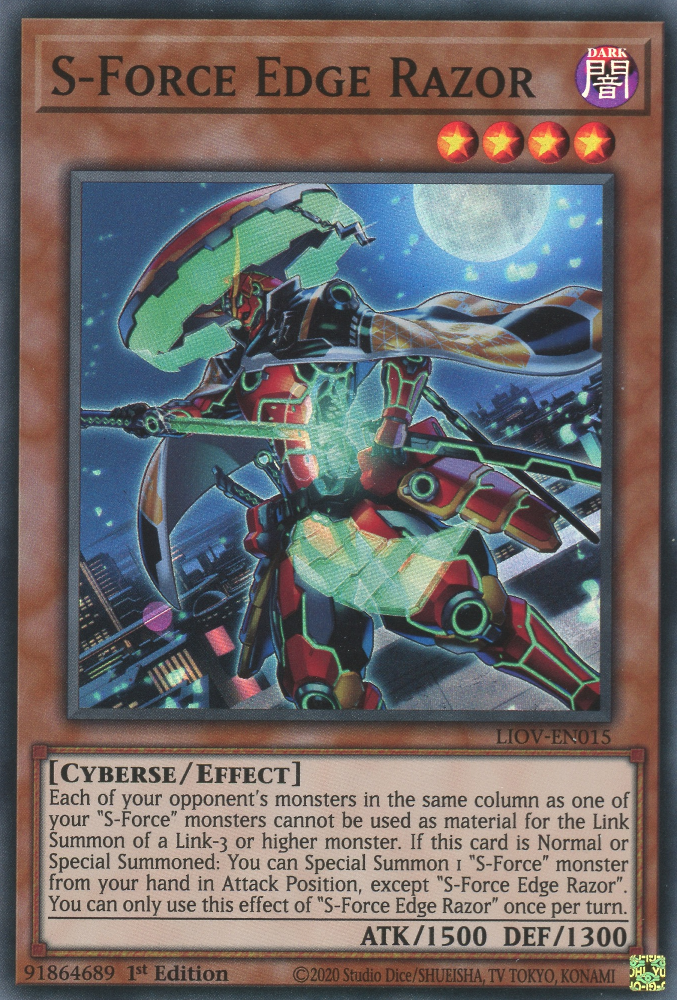 S-Force Edge Razor
DARK
闇
LIOV-EN015
[Cyberse/Effect]
Each of your opponent's monsters in the same column as one of
your "S-Force" monsters cannot be used as material for the Link
Summon of a Link-3 or higher monster. If this card is Normal or
Special Summoned: You can Special Summon 1 "S-Force" monster
from your hand in Attack Position, except "S-Force Edge Razor".
You can only use this effect of "S-Force Edge Razor" once per turn.
ATK/1500 DEF/1300
91864689 1st Edition ©2020 Studio Dice/SHUEISHA, TV TOKYO, KONAMI